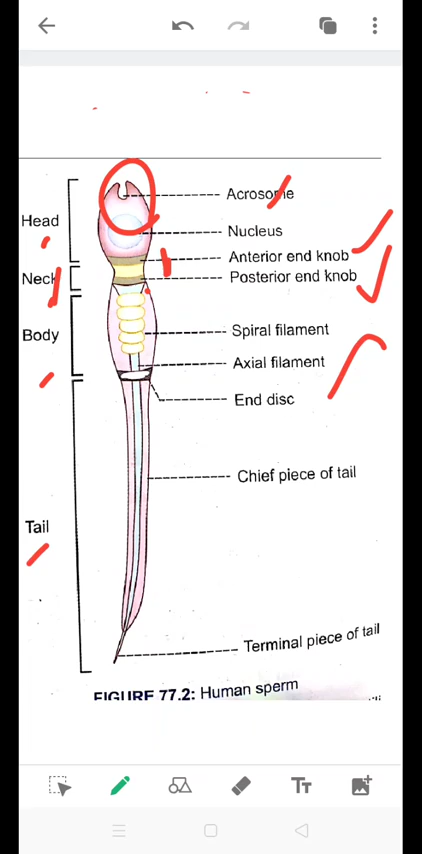 Acrosome
Head
Nucleus
Anterior end knob
Neck
Posterior end knob
Spiral filament
Body
Axial filament
End disc
Chief piece of tail
Tail
Terminal piece of tail
FIGURE 77.2: Human sperm
Tт